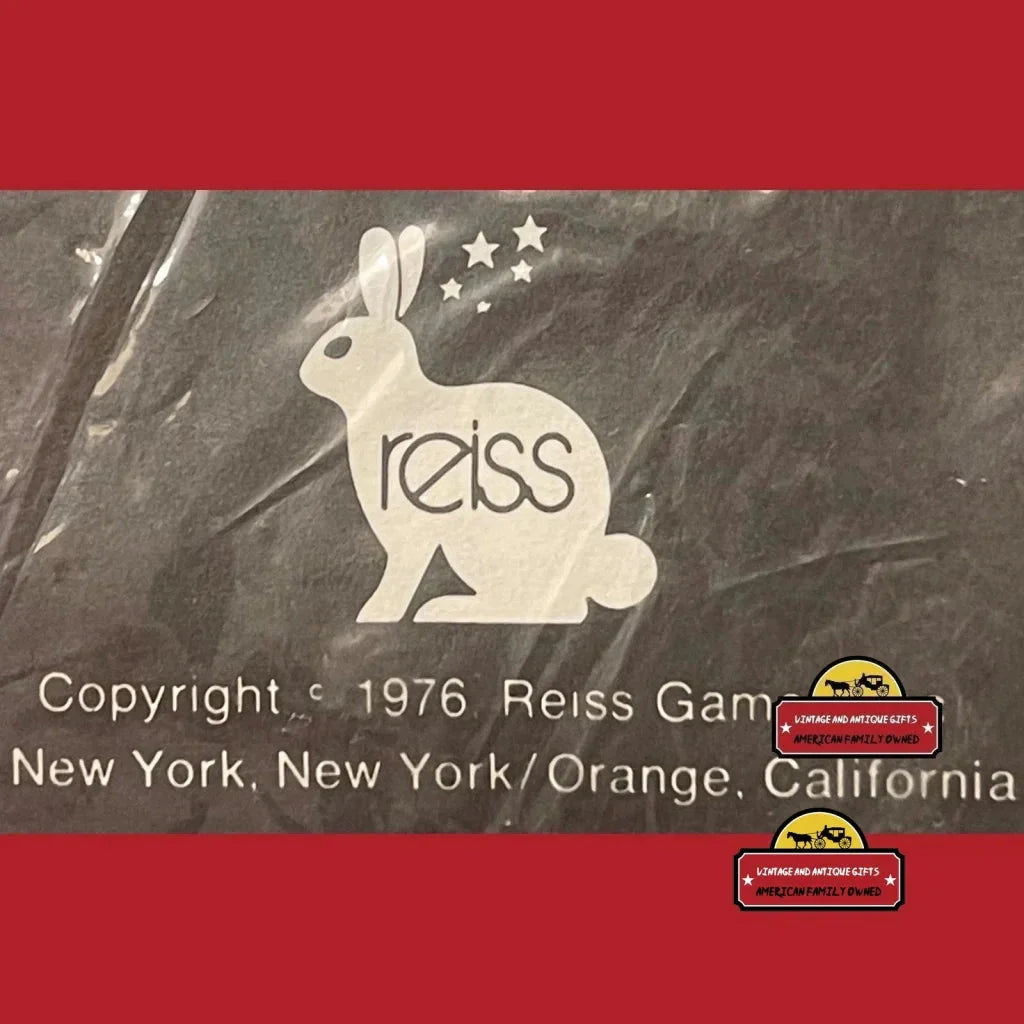 reiss
Copyright © 1976 Reiss Gam
New York, New York/Orange, California
VINTAGE AND ANTIQUE GIFTS
AMERICAN FAMILY OWNED
VINTAGE AND ANTIQUE GIFTS
AMERICAN FAMILY OWNED